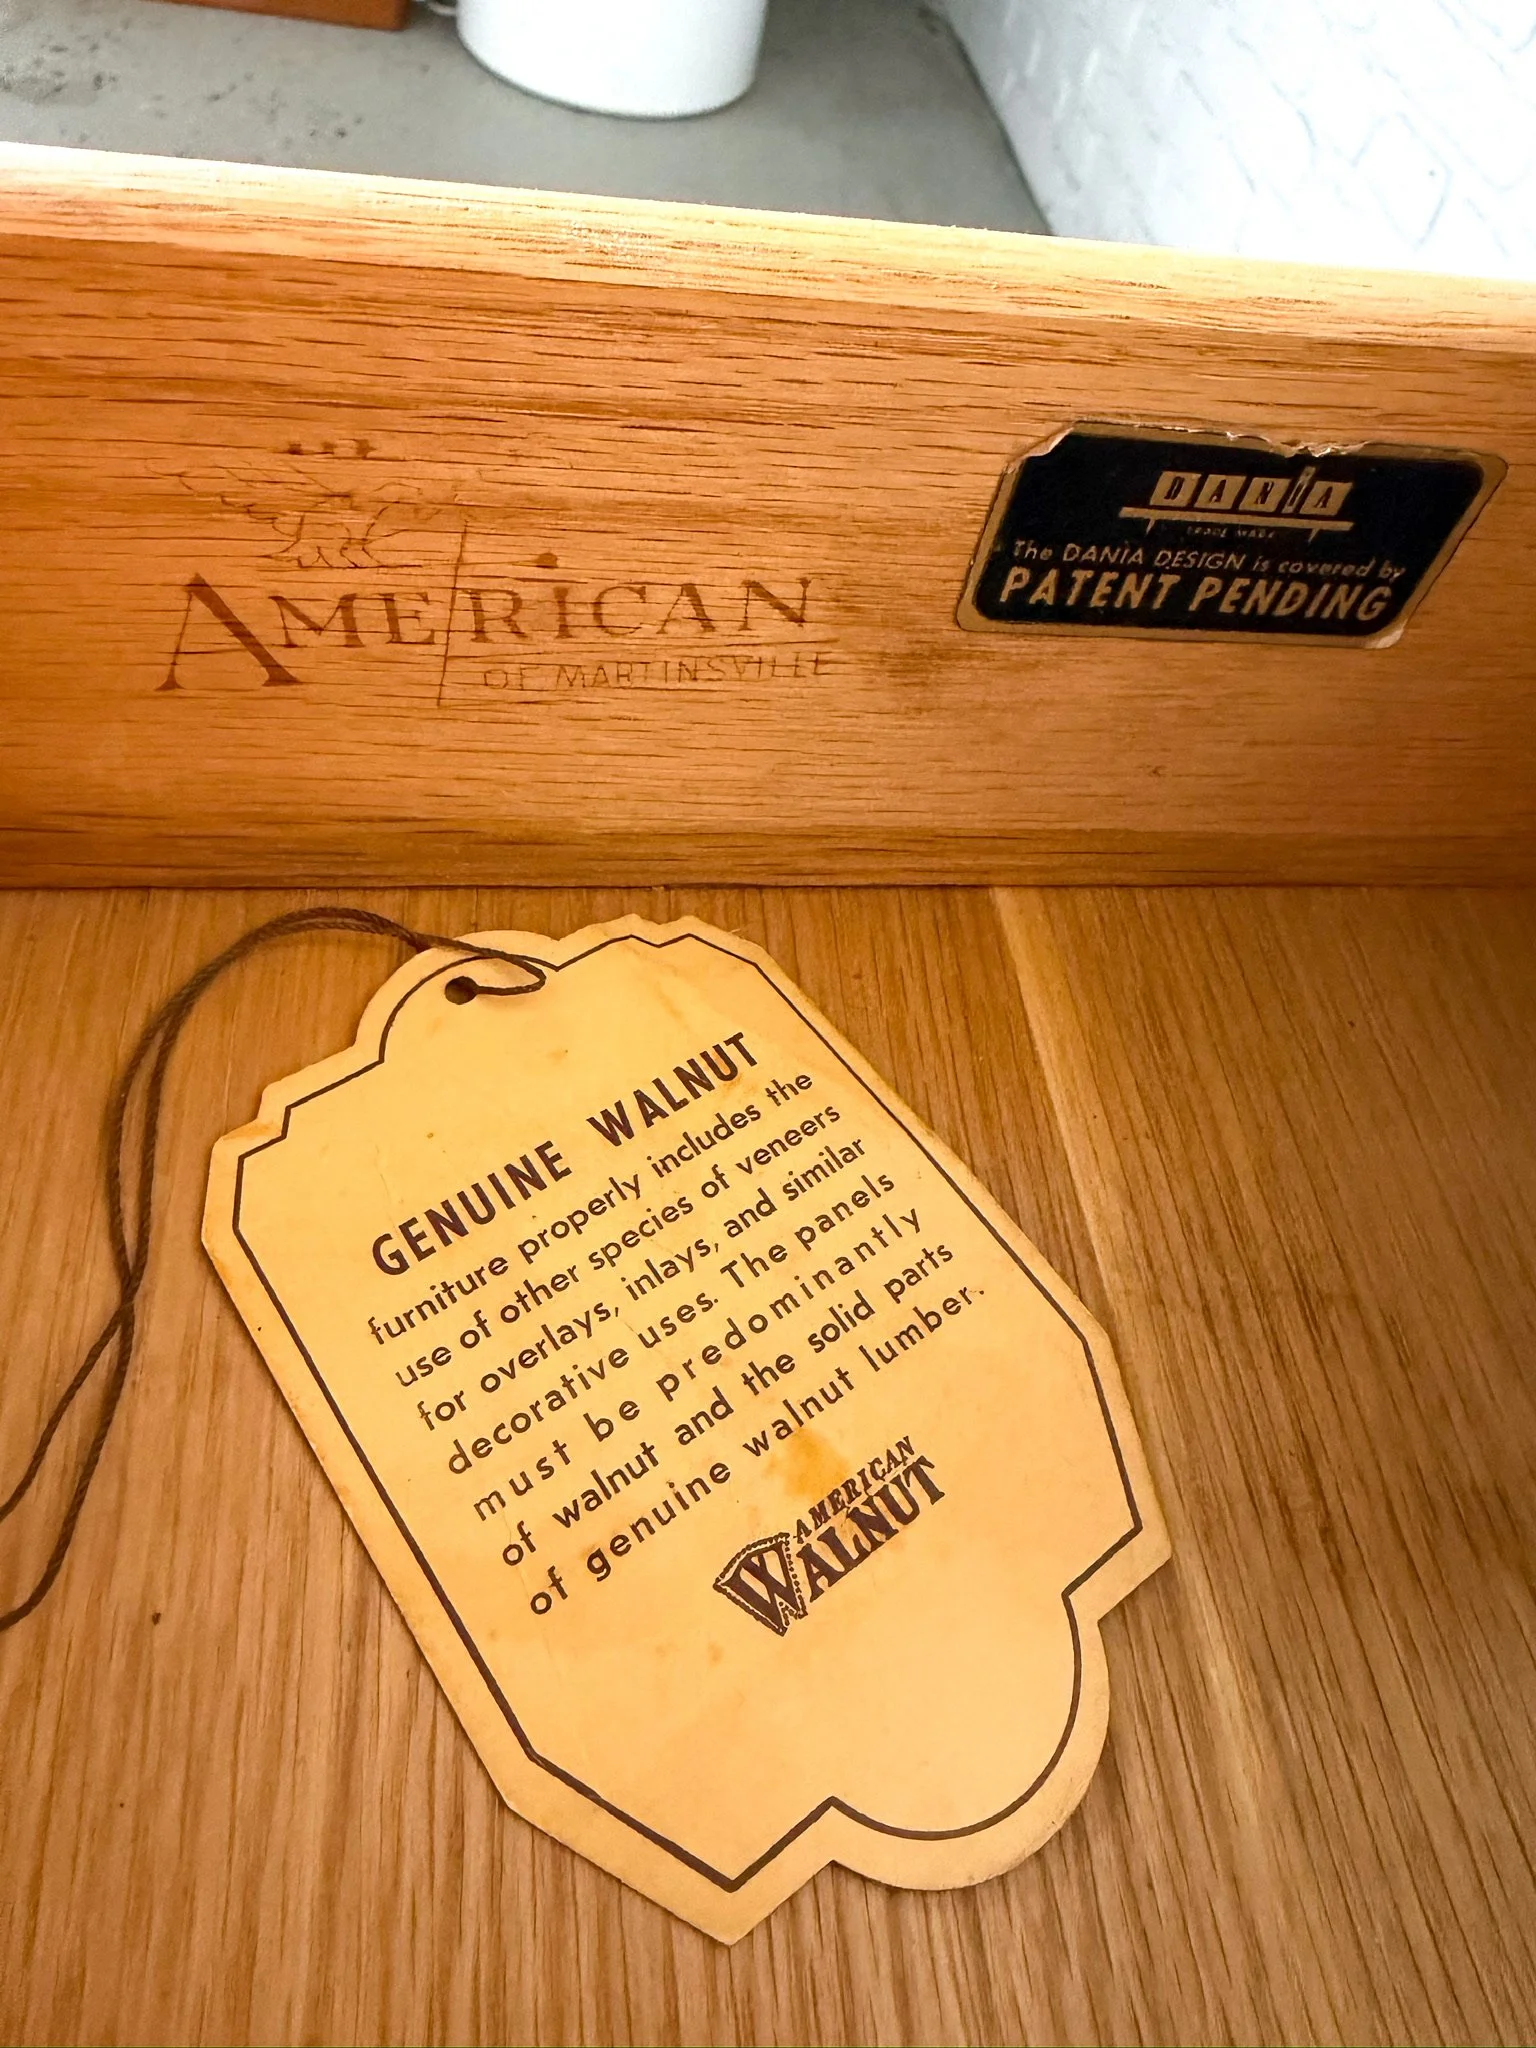 AMERICAN
OF MARTINSVILLE
DANIA
TRADE MARK
The DANIA DESIGN is covered by
PATENT PENDING
GENUINE WALNUT
furniture properly includes the
use of other species of veneers
for overlays, inlays, and similar
decorative uses. The panels
must be predominantly
of walnut and the solid parts
of genuine walnut lumber.
AMERICAN
WALNUT